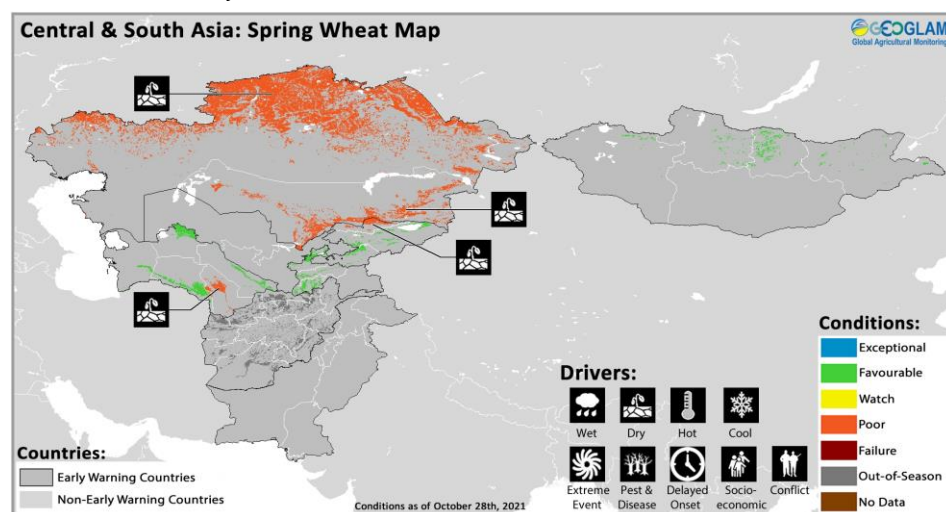 Central & South Asia: Spring Wheat Map
GEOGLAM
Global Agricultural Monitoring
Conditions:
Exceptional
Favourable
Watch
Poor
Failure
Out-of-Season
No Data
Drivers:
Wet
Dry
Hot
Cool
Extreme Event
Pest & Disease
Delayed Onset
Socio-economic
Conflict
Countries:
Early Warning Countries
Non-Early Warning Countries
Conditions as of October 28th, 2021